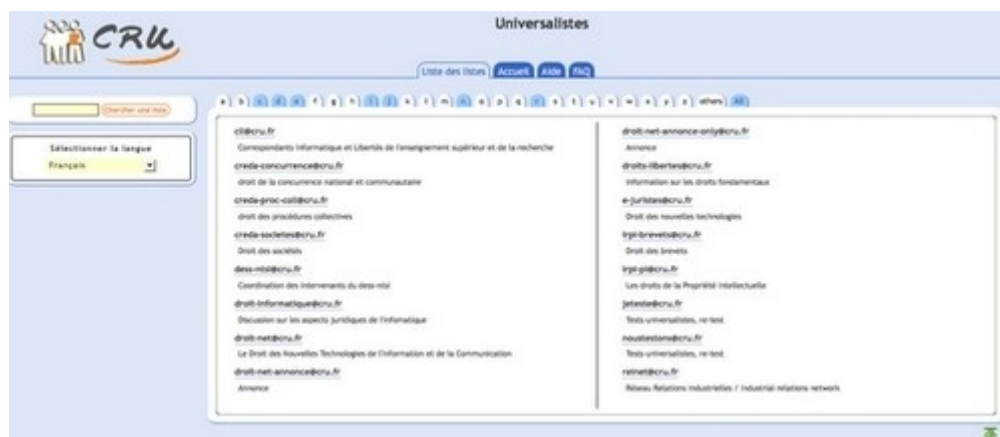 CRU
Universalistes
Liste des listes Accueil Aide FAQ
Chercher une liste
a b c d e f g h i j k l m n o p q r s t u v w x y z others All
Sélectionner la langue
Français
cil@cru.fr
Correspondants Informatique et Libertés de l'enseignement supérieur et de la recherche
creda-concurrence@cru.fr
droit de la concurrence national et communautaire
creda-proc-coll@cru.fr
droit des procédures collectives
creda-societes@cru.fr
Droit des sociétés
dess-ntsi@cru.fr
Coordination des intervenants du dess ntsi
droit-informatique@cru.fr
Discussion sur les aspects juridiques de l'informatique
droit-net@cru.fr
Le Droit des Nouvelles Technologies de l'Information et de la Communication
droit-net-annonce@cru.fr
Annonce
droit-net-annonce-only@cru.fr
Annonce
droits-libertes@cru.fr
Information sur les droits fondamentaux
e-juristes@cru.fr
Droit des nouvelles technologies
irpi-brevets@cru.fr
Droit des brevets
irpi-pi@cru.fr
Les droits de la Propriété Intellectuelle
jeteste@cru.fr
Tests universalistes, re-test
noustestons@cru.fr
Tests universalistes, re-test
reinet@cru.fr
Réseau Relations Industrielles / Industrial relations network